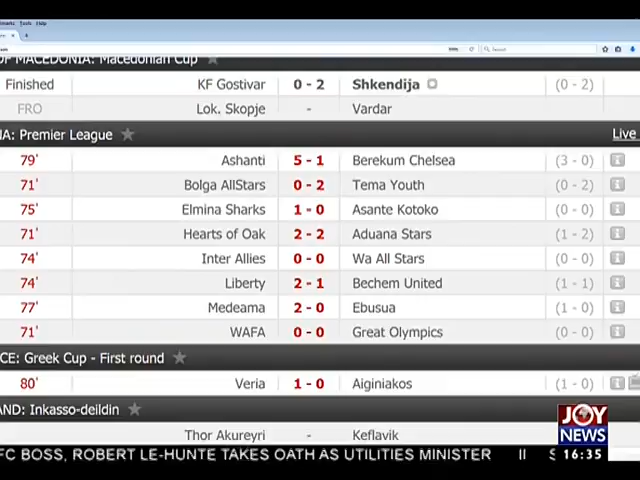 Tools Help
Search
OF MACEDONIA: Macedonian Cup
Finished KF Gostivar 0 - 2 Shkendija (0 - 2)
FRO Lok. Skopje - Vardar
NA: Premier League Live
79' Ashanti 5 - 1 Berekum Chelsea (3 - 0)
71' Bolga AllStars 0 - 2 Tema Youth (0 - 2)
75' Elmina Sharks 1 - 0 Asante Kotoko (0 - 0)
71' Hearts of Oak 2 - 2 Aduana Stars (1 - 2)
74' Inter Allies 0 - 0 Wa All Stars (0 - 0)
74' Liberty 2 - 1 Bechem United (1 - 1)
77' Medeama 2 - 0 Ebusua (1 - 0)
71' WAFA 0 - 0 Great Olympics (0 - 0)
CE: Greek Cup - First round
80' Veria 1 - 0 Aiginiakos (1 - 0)
AND: Inkasso-deildin
Thor Akureyri - Keflavik
JOY
NEWS
FC BOSS, ROBERT LE-HUNTE TAKES OATH AS UTILITIES MINISTER II S 16:35